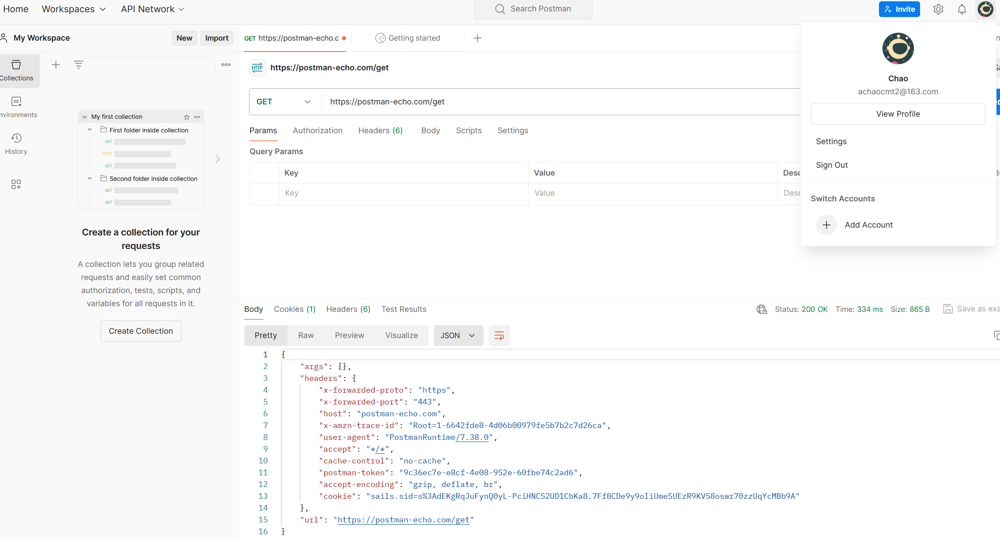 Home Workspaces API Network Search Postman Invite
My Workspace New Import GET https://postman-echo.c Getting started
Collections
HTTP https://postman-echo.com/get
GET https://postman-echo.com/get
nvironments
History
My first collection
First folder inside collection
GET
POST
GET
Second folder inside collection
GET
GET
Create a collection for your
requests
A collection lets you group related
requests and easily set common
authorization, tests, scripts, and
variables for all requests in it.
Create Collection
Params Authorization Headers (6) Body Scripts Settings
Query Params
Key Value Desc
Key Value Desc
Chao
achaocmt2@163.com
View Profile
Settings
Sign Out
Switch Accounts
Add Account
Body Cookies (1) Headers (6) Test Results Status: 200 OK Time: 334 ms Size: 865 B Save as exa
Pretty Raw Preview Visualize JSON
1 {
2 "args": {},
3 "headers": {
4 "x-forwarded-proto": "https",
5 "x-forwarded-port": "443",
6 "host": "postman-echo.com",
7 "x-amzn-trace-id": "Root=1-6642fde8-4d06b00979fe5b7b2c7d26ca",
8 "user-agent": "PostmanRuntime/7.38.0",
9 "accept": "*/*",
10 "cache-control": "no-cache",
11 "postman-token": "9c36ec7e-e8cf-4e08-952e-60fbe74c2ad6",
12 "accept-encoding": "gzip, deflate, br",
13 "cookie": "sails.sid=s%3AdEKgRqJuFynQ0yL-PciHNCS2UD1CbKa8.7Ff8CDe9y9oIiUmeSUEzR9KV58oswr70zzUqYcMBb9A"
14 },
15 "url": "https://postman-echo.com/get"
16 }